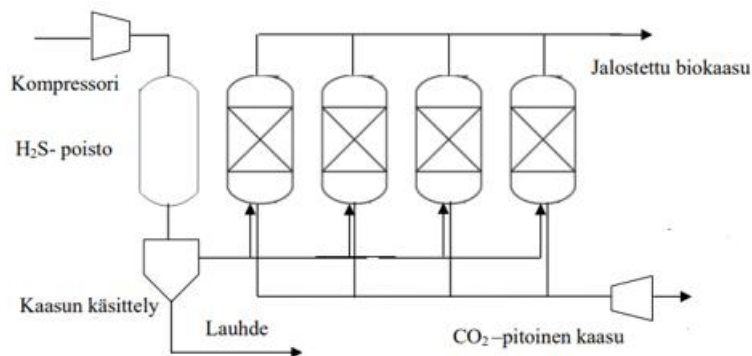 Kompressori
Jalostettu biokaasu
H₂S- poisto
Kaasun käsittely
Lauhde
CO₂ –pitoinen kaasu